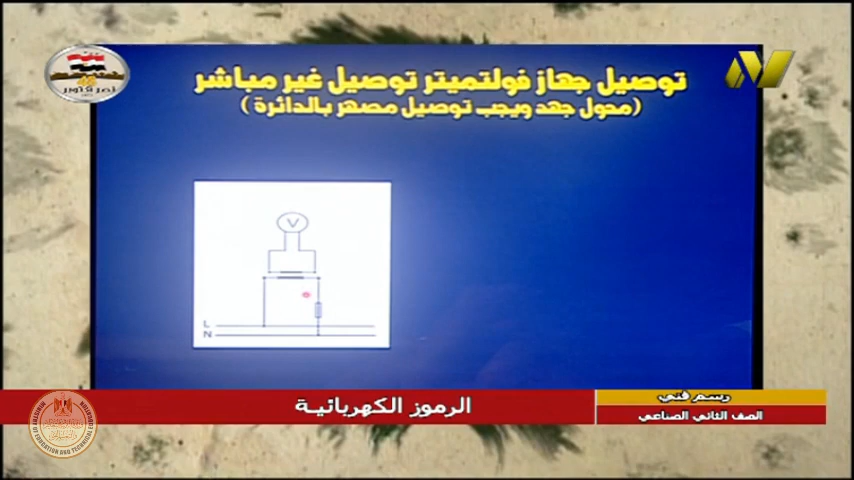 توصيل جهاز فولتميتر توصيل غير مباشر
(محول جهد ويجب توصيل مصهر بالدائرة )
V
L
N
الرموز الكهربائية
رسم فني
الصف الثاني الصناعي